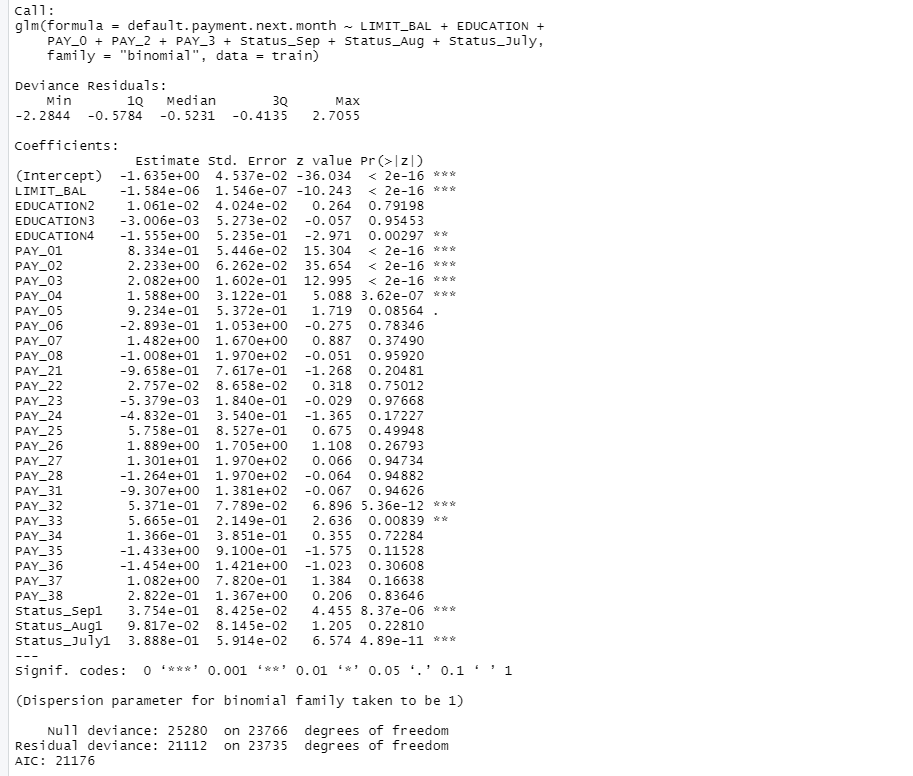 Call:
glm(formula = default.payment.next.month ~ LIMIT_BAL + EDUCATION +
    PAY_0 + PAY_2 + PAY_3 + Status_Sep + Status_Aug + Status_July,
    family = "binomial", data = train)

Deviance Residuals:
    Min       1Q   Median       3Q      Max
-2.2844  -0.5784  -0.5231  -0.4135   2.7055

Coefficients:
              Estimate Std. Error z value Pr(>|z|)
(Intercept)  -1.635e+00  4.537e-02 -36.034  < 2e-16 ***
LIMIT_BAL    -1.584e-06  1.546e-07 -10.243  < 2e-16 ***
EDUCATION2    1.061e-02  4.024e-02   0.264  0.79198
EDUCATION3   -3.006e-03  5.273e-02  -0.057  0.95453
EDUCATION4   -1.555e+00  5.235e-01  -2.971  0.00297 **
PAY_01        8.334e-01  5.446e-02  15.304  < 2e-16 ***
PAY_02        2.233e+00  6.262e-02  35.654  < 2e-16 ***
PAY_03        2.082e+00  1.602e-01  12.995  < 2e-16 ***
PAY_04        1.588e+00  3.122e-01   5.088 3.62e-07 ***
PAY_05        9.234e-01  5.372e-01   1.719  0.08564 .
PAY_06       -2.893e-01  1.053e+00  -0.275  0.78346
PAY_07        1.482e+00  1.670e+00   0.887  0.37490
PAY_08       -1.008e+01  1.970e+02  -0.051  0.95920
PAY_21       -9.658e-01  7.617e-01  -1.268  0.20481
PAY_22        2.757e-02  8.658e-02   0.318  0.75012
PAY_23       -5.379e-03  1.840e-01  -0.029  0.97668
PAY_24       -4.832e-01  3.540e-01  -1.365  0.17227
PAY_25        5.758e-01  8.527e-01   0.675  0.49948
PAY_26        1.889e+00  1.705e+00   1.108  0.26793
PAY_27        1.301e+01  1.970e+02   0.066  0.94734
PAY_28       -1.264e+01  1.970e+02  -0.064  0.94882
PAY_31       -9.307e+00  1.381e+02  -0.067  0.94626
PAY_32        5.371e-01  7.789e-02   6.896 5.36e-12 ***
PAY_33        5.665e-01  2.149e-01   2.636  0.00839 **
PAY_34        1.366e-01  3.851e-01   0.355  0.72284
PAY_35       -1.433e+00  9.100e-01  -1.575  0.11528
PAY_36       -1.454e+00  1.421e+00  -1.023  0.30608
PAY_37        1.082e+00  7.820e-01   1.384  0.16638
PAY_38        2.822e-01  1.367e+00   0.206  0.83646
Status_Sep1   3.754e-01  8.425e-02   4.455 8.37e-06 ***
Status_Aug1   9.817e-02  8.145e-02   1.205  0.22810
Status_July1  3.888e-01  5.914e-02   6.574 4.89e-11 ***
---
Signif. codes:  0 ‘***’ 0.001 ‘**’ 0.01 ‘*’ 0.05 ‘.’ 0.1 ‘ ’ 1

(Dispersion parameter for binomial family taken to be 1)

    Null deviance: 25280  on 23766  degrees of freedom
Residual deviance: 21112  on 23735  degrees of freedom
AIC: 21176